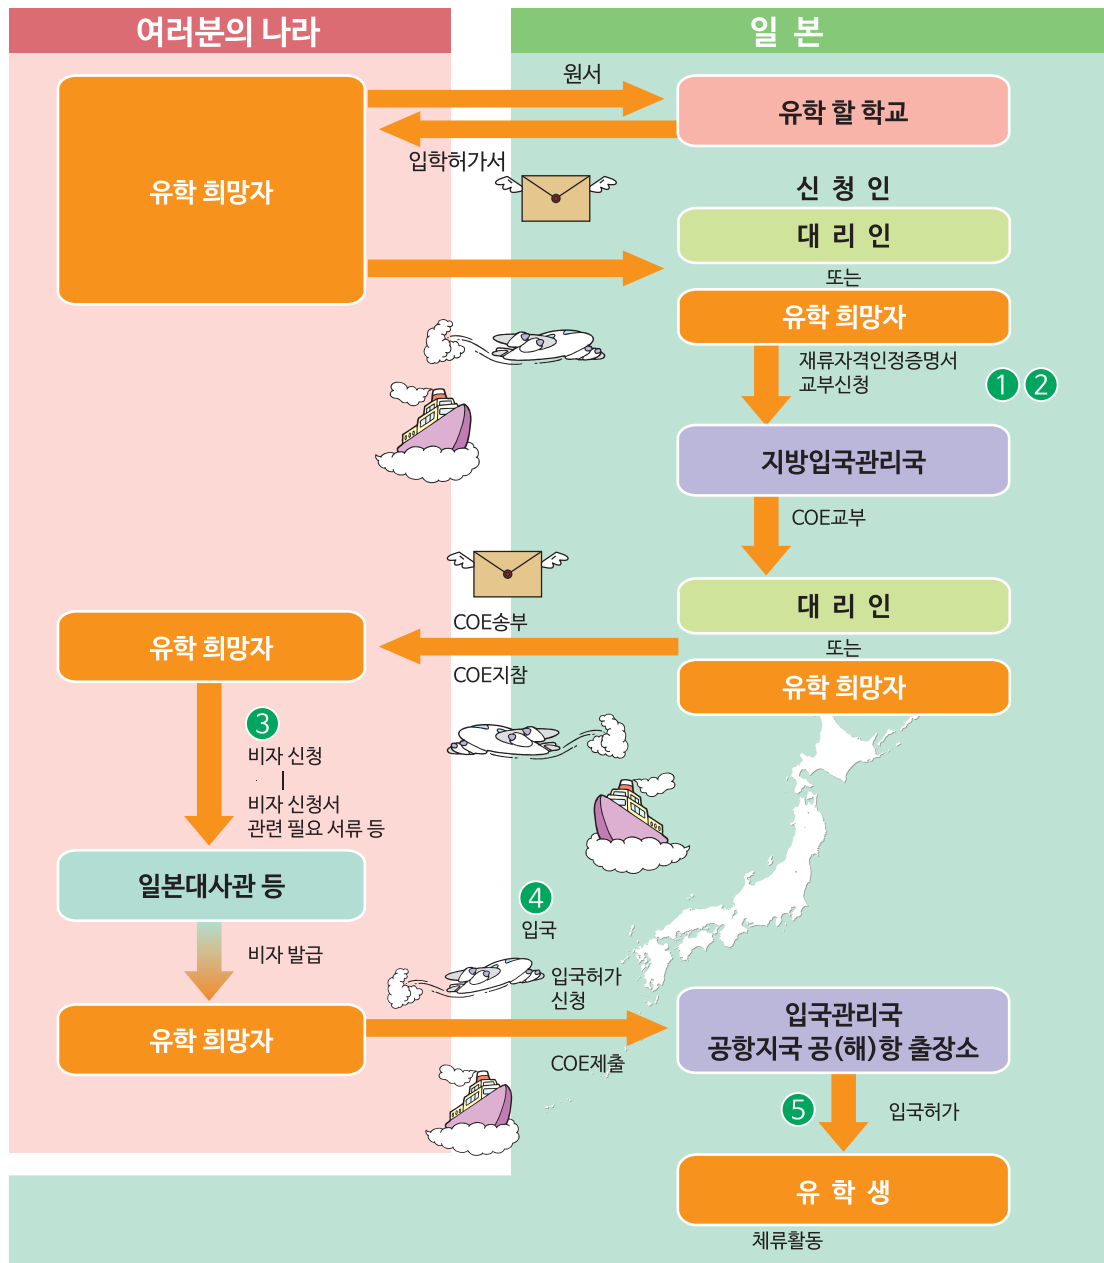 여러분의 나라
일 본
원서
유학 할 학교
입학허가서
유학 희망자
신 청 인
대 리 인
또는
유학 희망자
재류자격인정증명서
교부신청
1 2
지방입국관리국
COE교부
대 리 인
또는
유학 희망자
COE송부
COE지참
유학 희망자
3
비자 신청
비자 신청서
관련 필요 서류 등
일본대사관 등
비자 발급
유학 희망자
4
입국
입국허가
신청
COE제출
입국관리국
공항지국 공(해)항 출장소
5
입국허가
유 학 생
체류활동